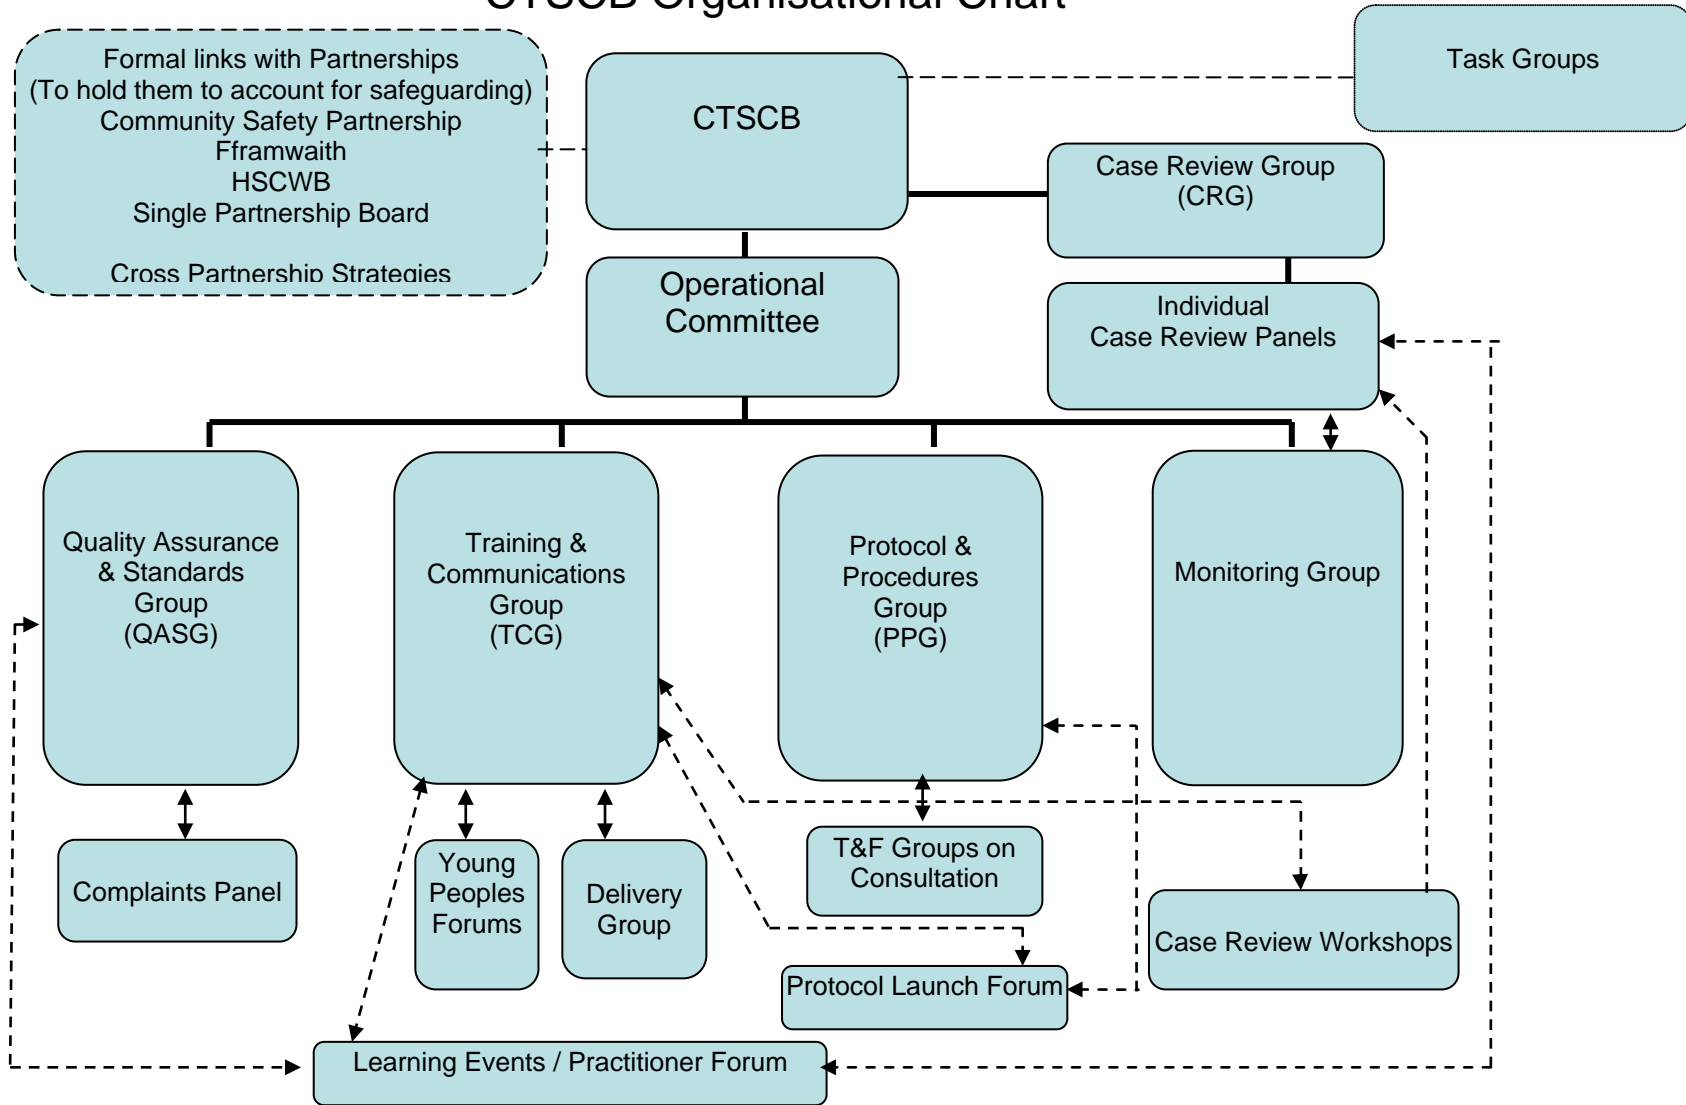 CTSCB Organisational Chart
Formal links with Partnerships
(To hold them to account for safeguarding)
Community Safety Partnership
Fframwaith
HSCWB
Single Partnership Board
Cross Partnership Strategies
CTSCB
Task Groups
Case Review Group
(CRG)
Operational
Committee
Individual
Case Review Panels
Quality Assurance
& Standards
Group
(QASG)
Training &
Communications
Group
(TCG)
Protocol &
Procedures
Group
(PPG)
Monitoring Group
Complaints Panel
Young
Peoples
Forums
Delivery
Group
T&F Groups on
Consultation
Case Review Workshops
Protocol Launch Forum
Learning Events / Practitioner Forum